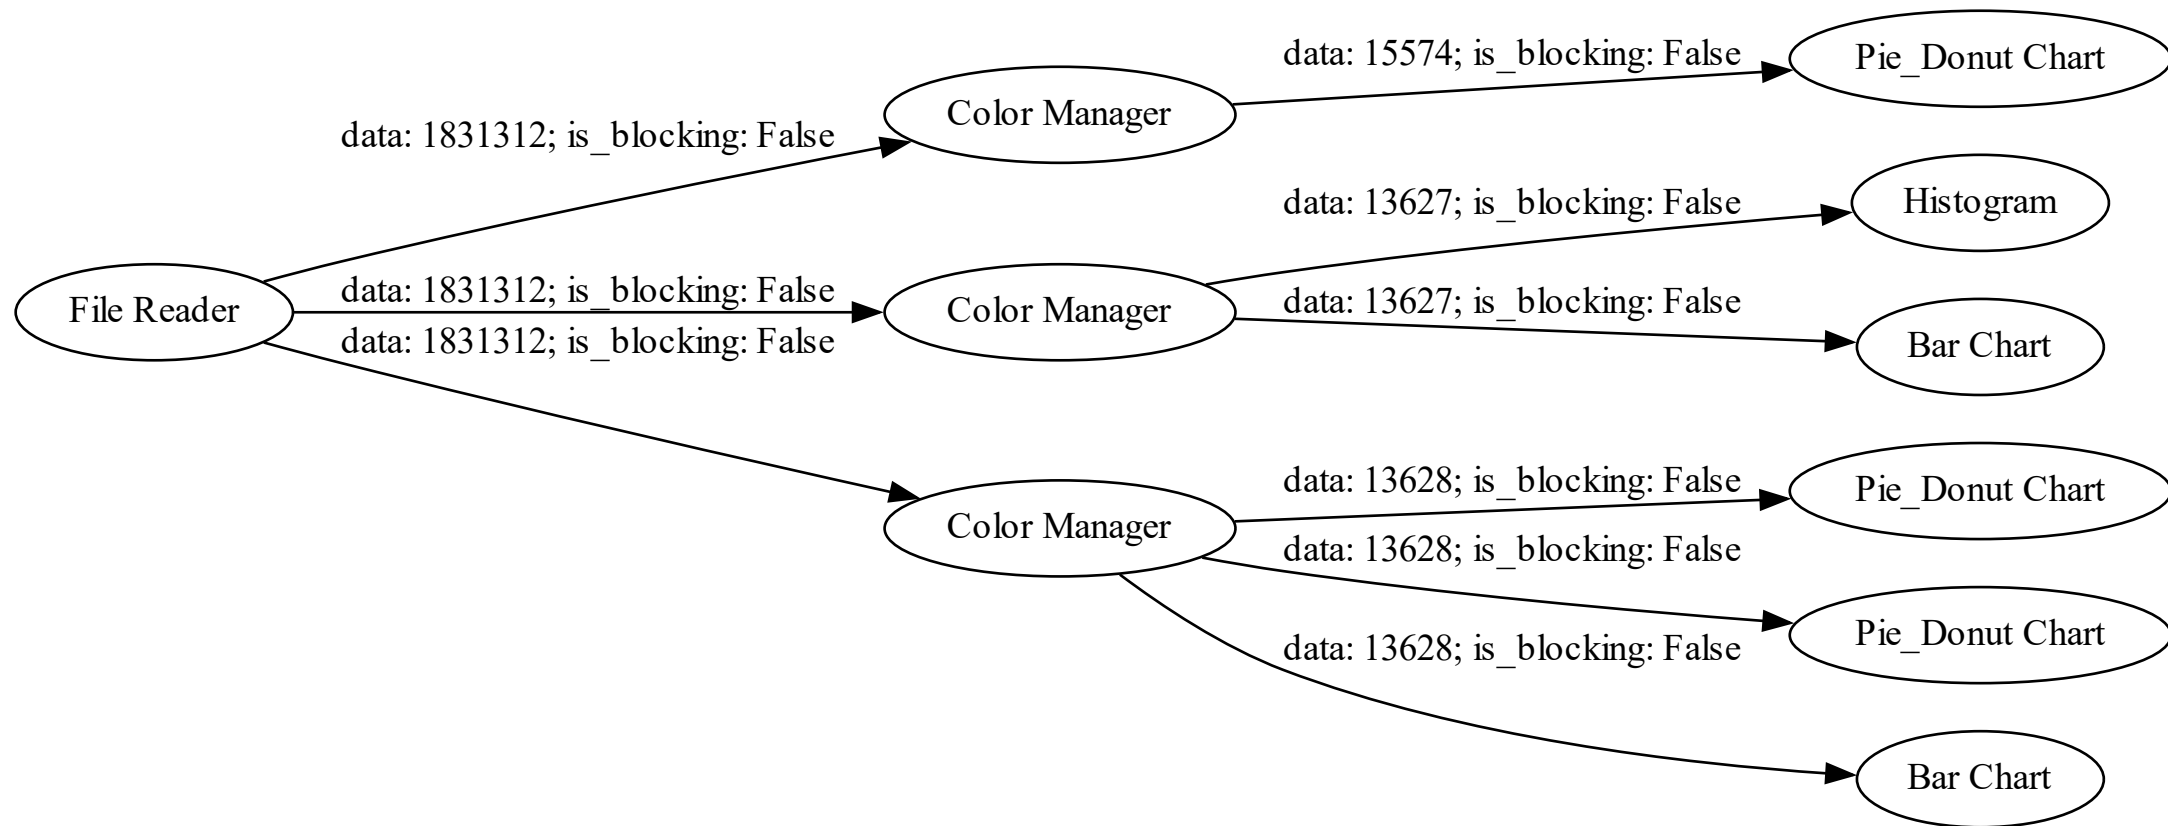 data: 15574; is_blocking: False
Pie_Donut Chart
Color Manager
data: 1831312; is_blocking: False
data: 13627; is_blocking: False
Histogram
data: 1831312; is_blocking: False
File Reader
Color Manager
data: 13627; is_blocking: False
Bar Chart
data: 1831312; is_blocking: False
data: 13628; is_blocking: False
Pie_Donut Chart
Color Manager
data: 13628; is_blocking: False
Pie_Donut Chart
data: 13628; is_blocking: False
Bar Chart